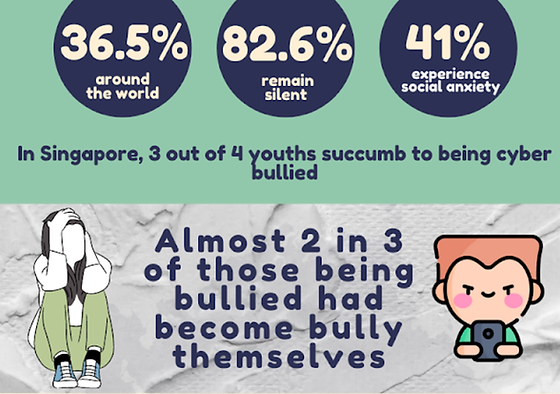 36.5% 82.6% 41%
around
the world
remain
silent
experience
social anxiety
In Singapore, 3 out of 4 youths succumb to being cyber
bullied
Almost 2 in 3
of those being
bullied had
become bully
themselves